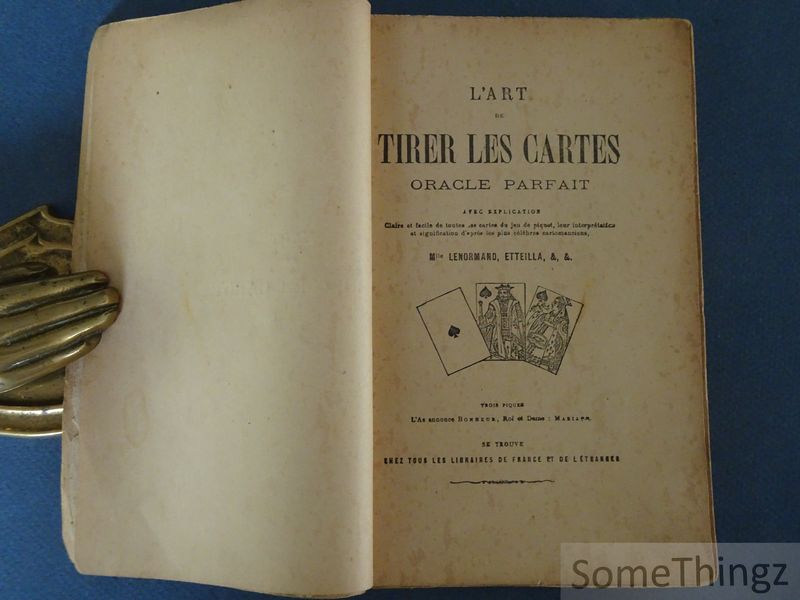 L'ART
DE
TIRER LES CARTES
ORACLE PARFAIT
AVEC EXPLICATION
Claire et facile de toutes les cartes du jeu de piquet, leur interprétation
et signification d'après les plus célèbres cartomanciens,
Mlle LENORMAND, ETTEILLA, &, &.
TROIS PIQUES
L'As annonce BONHEUR, Roi et Dame : MARIAGE.
SE TROUVE
CHEZ TOUS LES LIBRAIRES DE FRANCE ET DE L'ÉTRANGER
SomeThingz